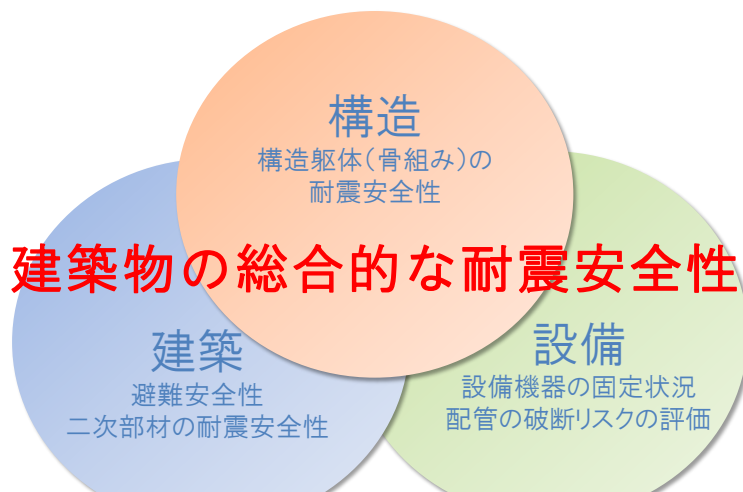 構造
構造躯体（骨組み）の
耐震安全性
建築物の総合的な耐震安全性
建築
避難安全性
二次部材の耐震安全性
設備
設備機器の固定状況
配管の破断リスクの評価